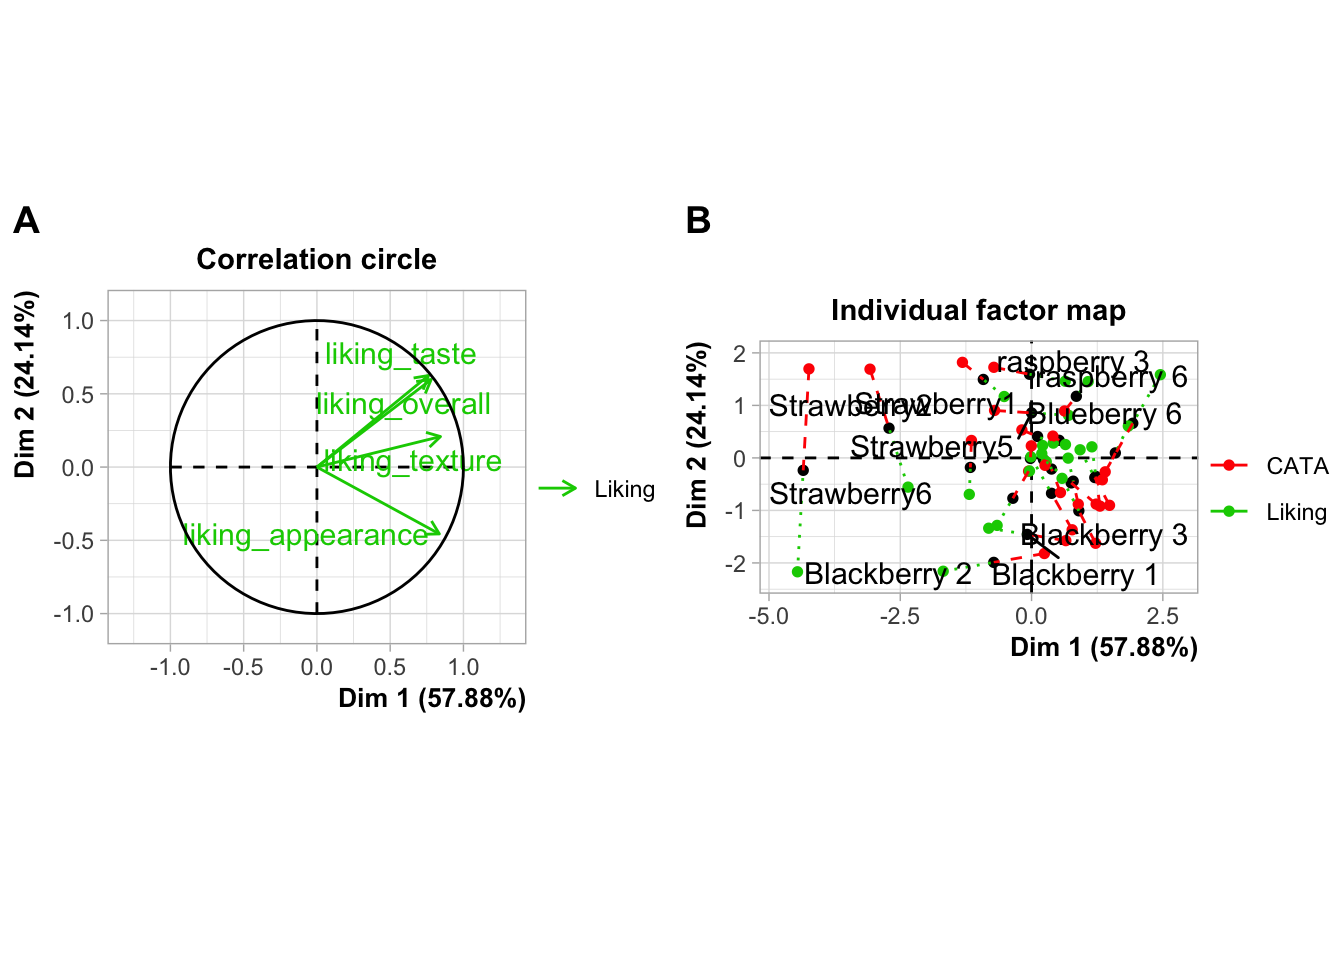 A
Correlation circle
Dim 2 (24.14%)
1.0
0.5
0.0
-0.5
-1.0
liking_taste
liking_overall
liking_texture
liking_appearance
-1.0 -0.5 0.0 0.5 1.0
Dim 1 (57.88%)
Liking
B
Individual factor map
Dim 2 (24.14%)
2
1
0
-1
-2
raspberry 3
raspberry 6
Strawberry2
Strawberry1
Blueberry 6
Strawberry5
Strawberry6
Blackberry 3
Blackberry 2
Blackberry 1
-5.0 -2.5 0.0 2.5
Dim 1 (57.88%)
CATA
Liking